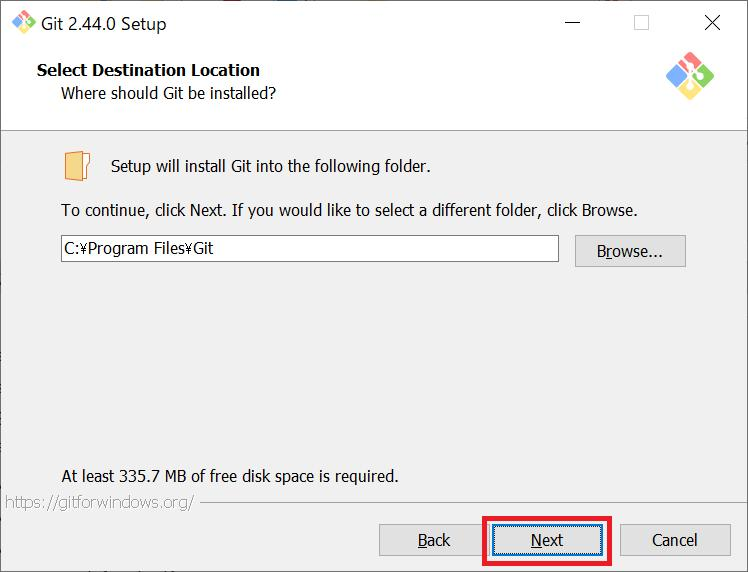 Git 2.44.0 Setup
Select Destination Location
Where should Git be installed?
Setup will install Git into the following folder.
To continue, click Next. If you would like to select a different folder, click Browse.
C:¥Program Files¥Git
Browse...
At least 335.7 MB of free disk space is required.
https://gitforwindows.org/
Back
Next
Cancel